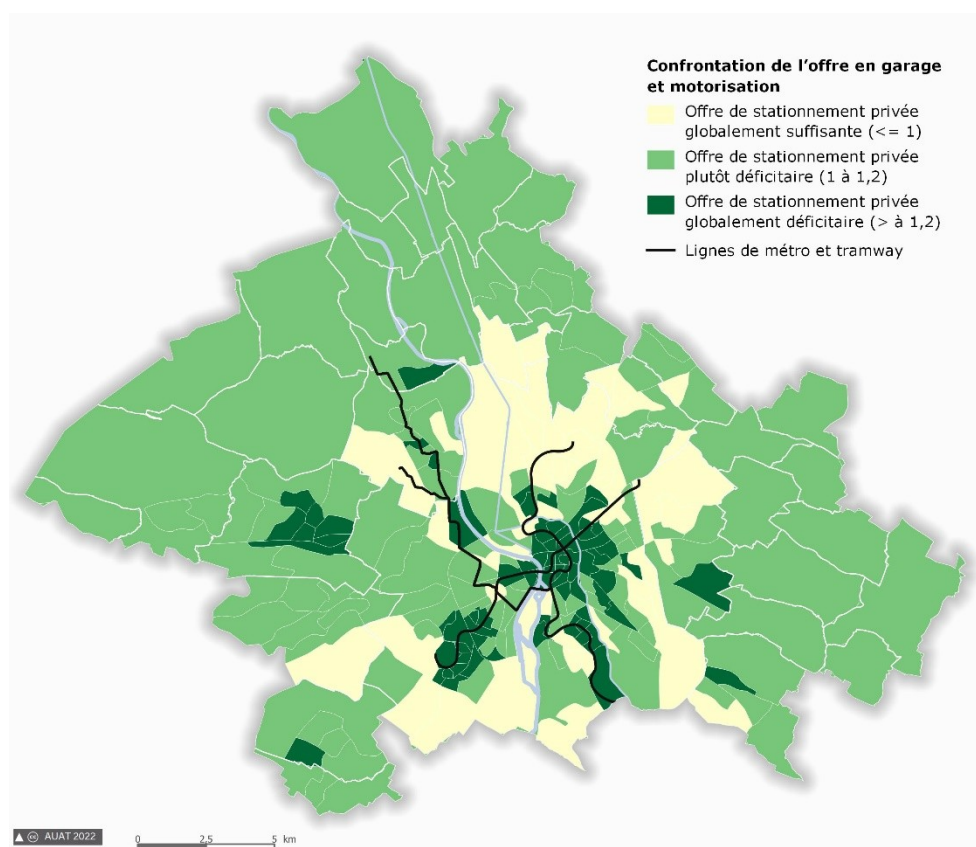 Confrontation de l'offre en garage
et motorisation
Offre de stationnement privée
globalement suffisante (<= 1)
Offre de stationnement privée
plutôt déficitaire (1 à 1,2)
Offre de stationnement privée
globalement déficitaire (> à 1,2)
Lignes de métro et tramway
cc AUAT 2022
0 2,5 5 km